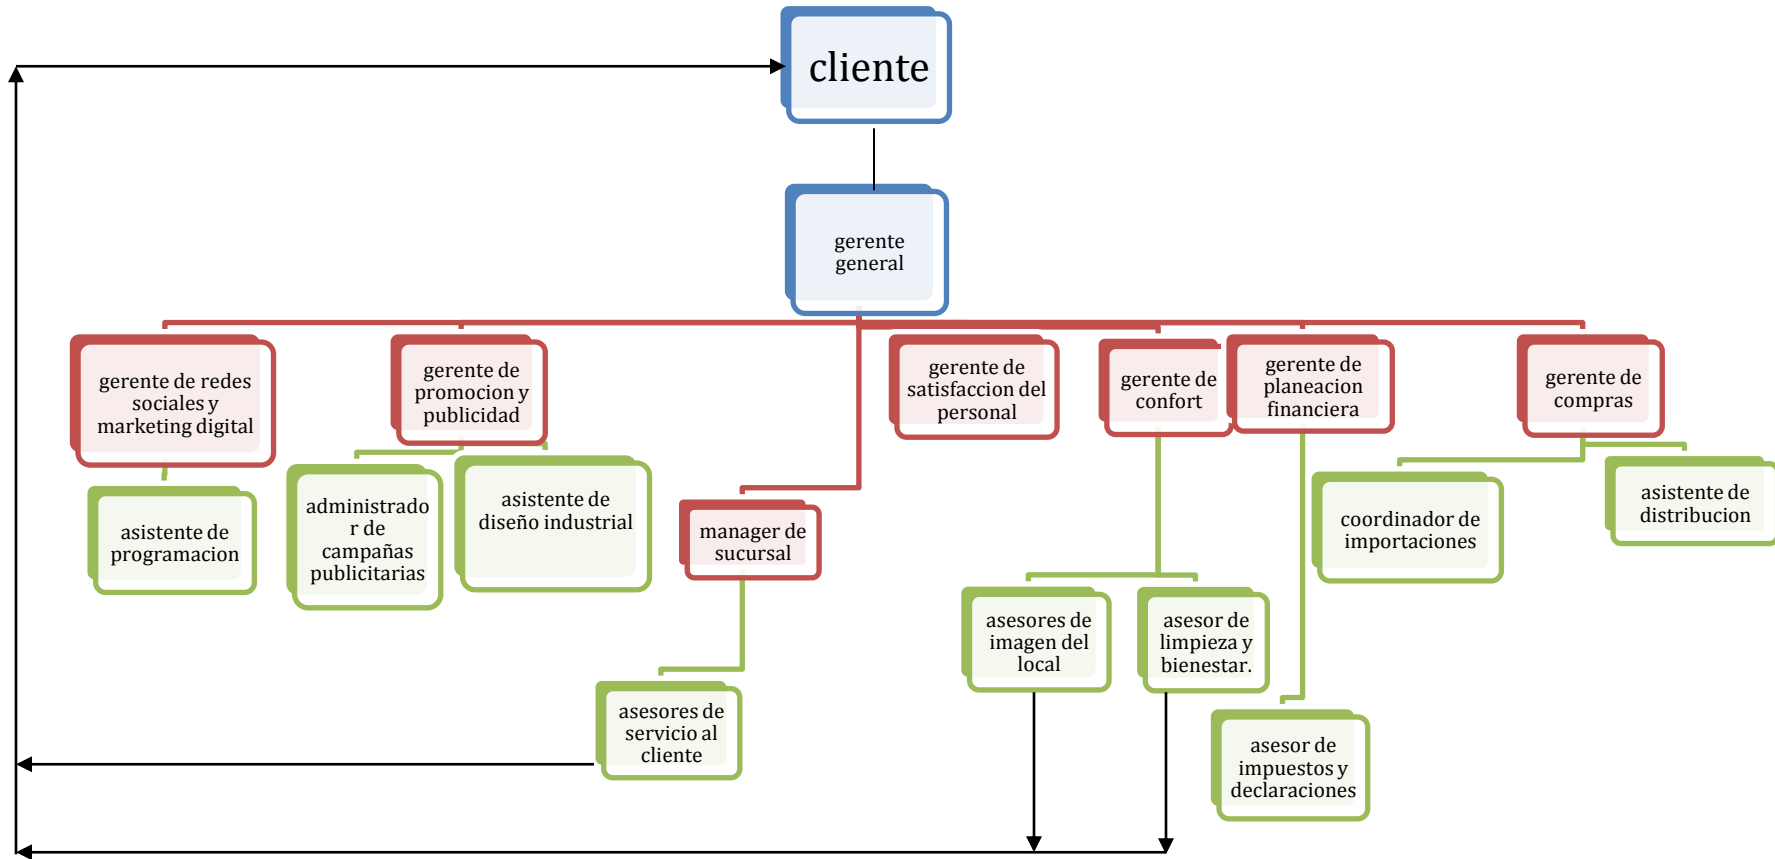 cliente
gerente
general
gerente de redes
sociales y
marketing digital
gerente de
promocion y
publicidad
gerente de
satisfaccion del
personal
gerente de
confort
gerente de
planeacion
financiera
gerente de
compras
asistente de
programacion
administrado
r de
campañas
publicitarias
asistente de
diseño industrial
manager de
sucursal
coordinador de
importaciones
asistente de
distribucion
asesores de
imagen del
local
asesor de
limpieza y
bienestar.
asesores de
servicio al
cliente
asesor de
impuestos y
declaraciones